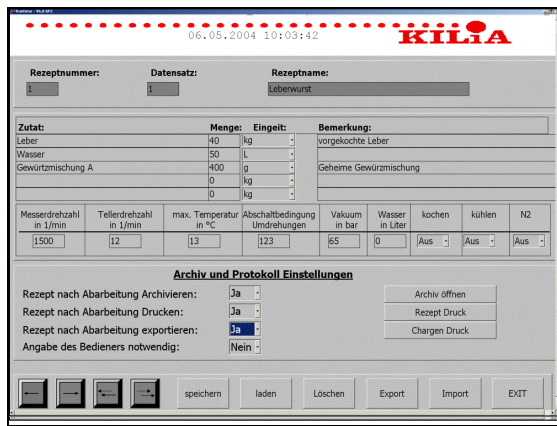 Runtime - V6.0 SP2
06.05.2004 10:03:42
KILIA
Rezeptnummer: Datensatz: Rezeptname:
1 1 Leberwurst
Zutat: Menge: Eingeit: Bemerkung:
Leber 40 kg vorgekochte Leber
Wasser 50 L
Gewürtzmischung A 400 g Geheime Gewürzmischung
0 kg
0 kg
Messerdrehzahl Tellerdrehzahl max. Temperatur Abschaltbedingung Vakuum Wasser kochen kühlen N2
in 1/min in 1/min in °C Umdrehungen in bar in Liter
1500 12 13 123 65 0 Aus Aus Aus
Archiv und Protokoll Einstellungen
Rezept nach Abarbeitung Archivieren: Ja Archiv öffnen
Rezept nach Abarbeitung Drucken: Ja Rezept Druck
Rezept nach Abarbeitung exportieren: Ja Chargen Druck
Angabe des Bedieners notwendig: Nein
speichern laden Löschen Export Import EXIT